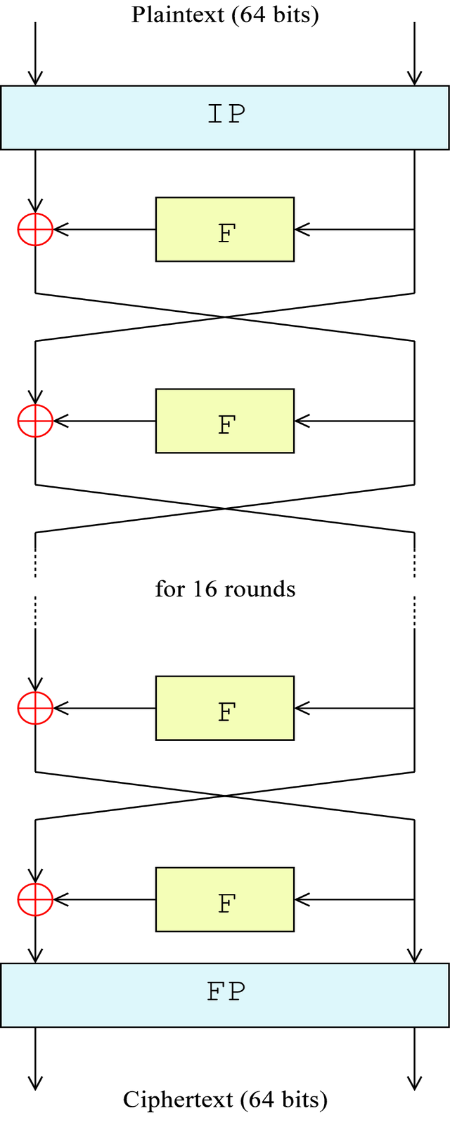 Plaintext (64 bits)
IP
F
F
for 16 rounds
F
F
FP
Ciphertext (64 bits)